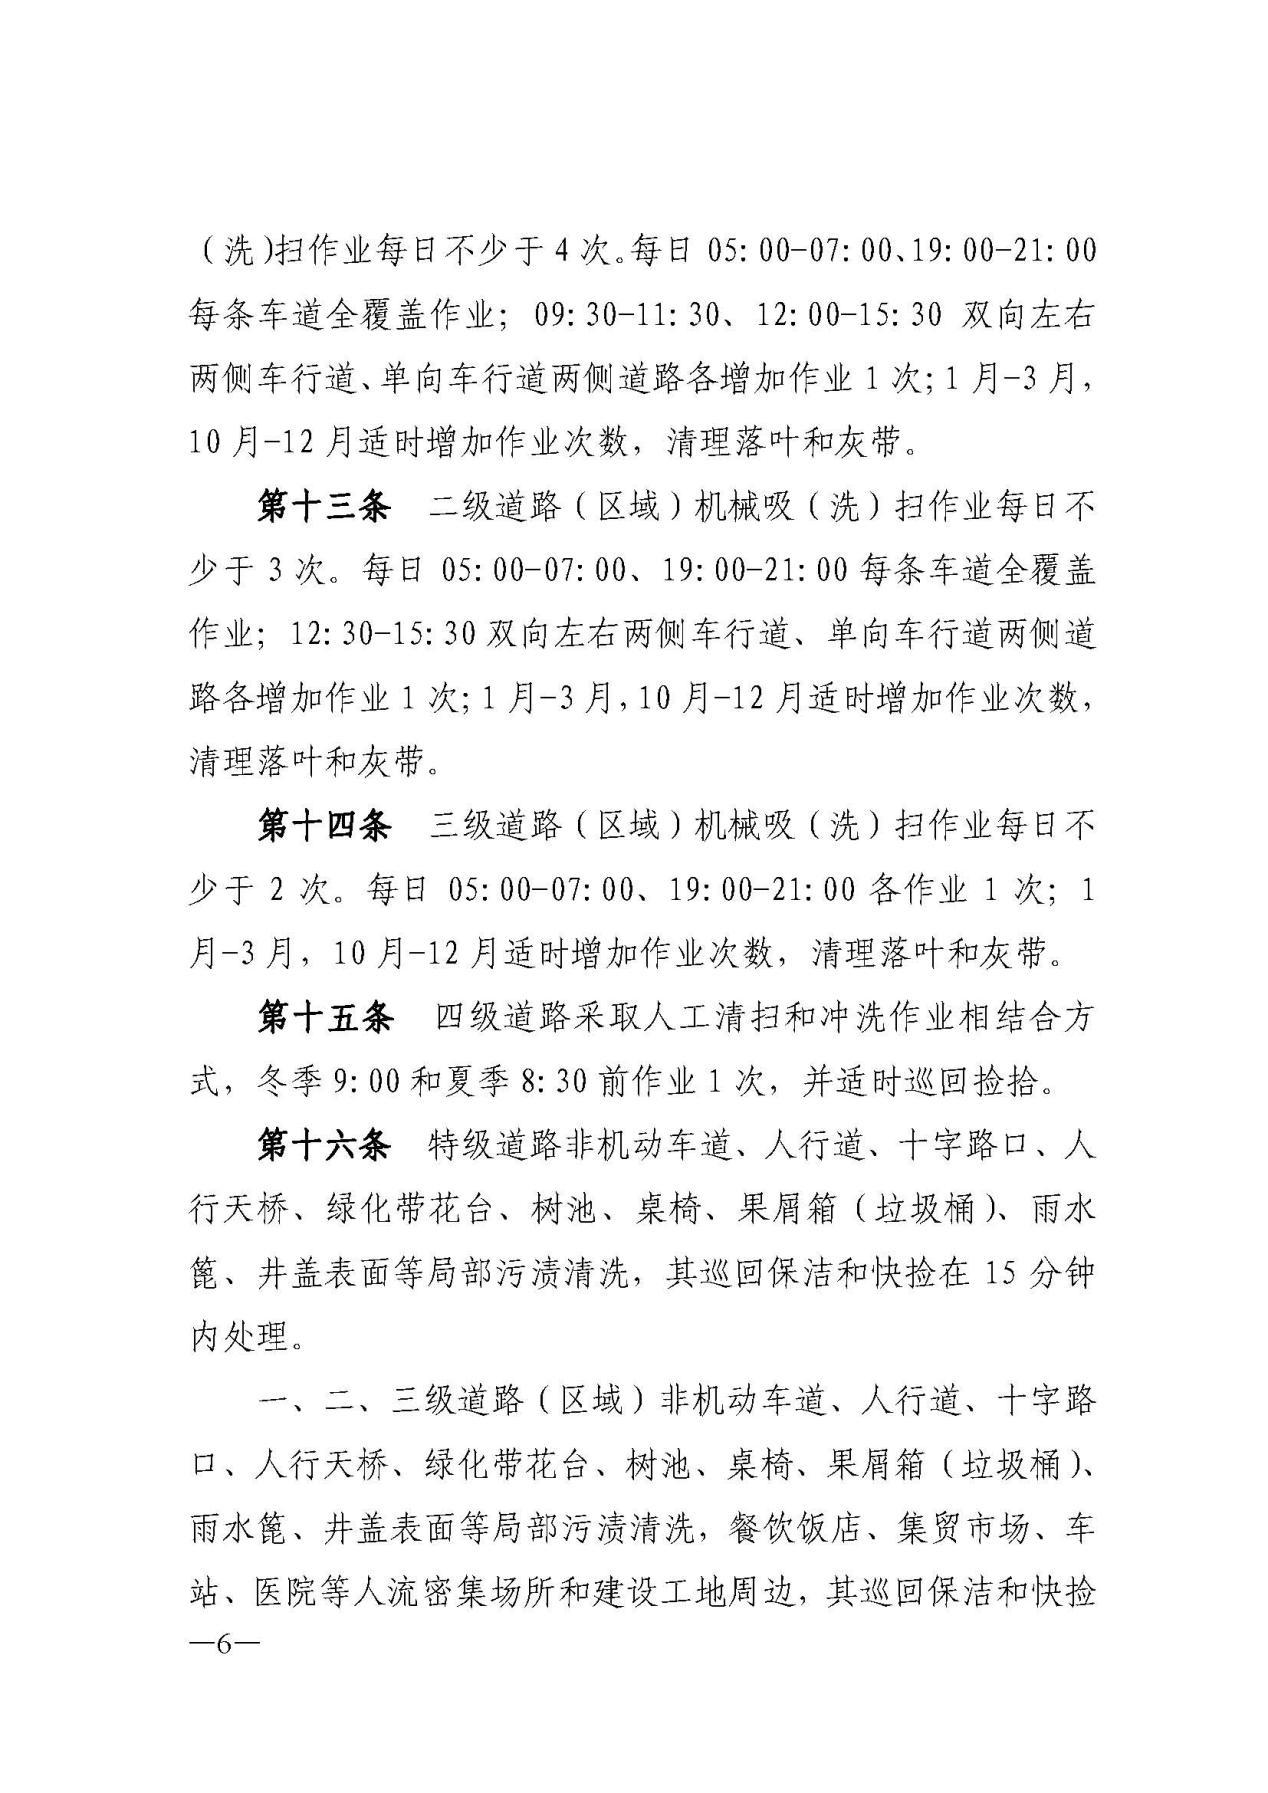 （洗)扫作业每日不少于4次。每日 05:00-07:00、19:00-21:00
每条车道全覆盖作业；09:30-11:30、12:00-15:30 双向左右
两侧车行道、单向车行道两侧道路各增加作业1次；1月-3月，
10月-12月适时增加作业次数，清理落叶和灰带。
第十三条 二级道路（区域）机械吸（洗）扫作业每日不
少于 3 次。每日 05:00-07:00、19:00-21:00 每条车道全覆盖
作业；12:30-15:30 双向左右两侧车行道、单向车行道两侧道
路各增加作业1次；1月-3月，10月-12月适时增加作业次数，
清理落叶和灰带。
第十四条 三级道路（区域）机械吸（洗）扫作业每日不
少于 2 次。每日 05:00-07:00、19:00-21:00 各作业 1 次；1
月-3月，10月-12月适时增加作业次数，清理落叶和灰带。
第十五条 四级道路采取人工清扫和冲洗作业相结合方
式，冬季9:00和夏季8:30前作业1次，并适时巡回捡拾。
第十六条 特级道路非机动车道、人行道、十字路口、人
行天桥、绿化带花台、树池、桌椅、果屑箱（垃圾桶）、雨水
篦、井盖表面等局部污渍清洗，其巡回保洁和快捡在 15 分钟
内处理。
一、二、三级道路（区域）非机动车道、人行道、十字路
口、人行天桥、绿化带花台、树池、桌椅、果屑箱（垃圾桶）、
雨水篦、井盖表面等局部污渍清洗，餐饮饭店、集贸市场、车
站、医院等人流密集场所和建设工地周边，其巡回保洁和快捡
—6—